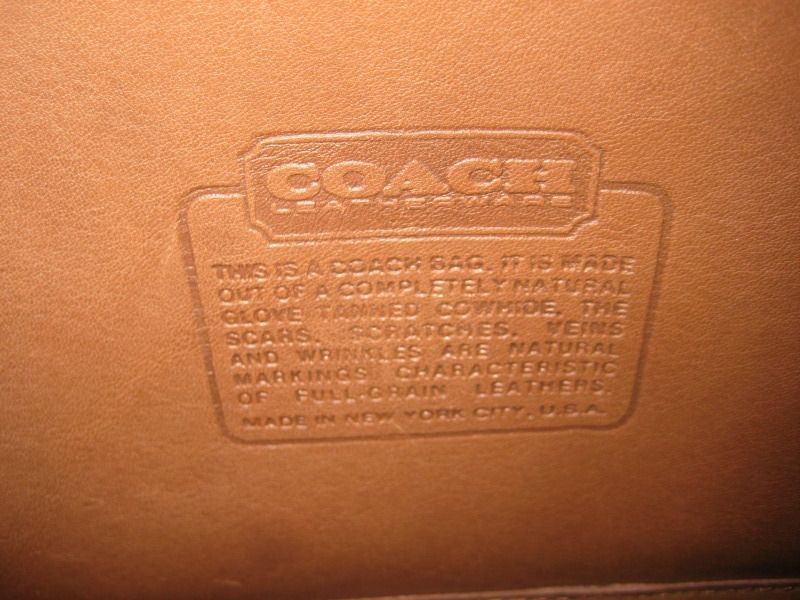 COACH
LEATHERWARE
THIS IS A COACH BAG. IT IS MADE
OUT OF A COMPLETELY NATURAL
GLOVE TANNED COWHIDE, THE
SCARS, SCRATCHES, VEINS
AND WRINKLES ARE NATURAL
MARKINGS CHARACTERISTIC
OF FULL-GRAIN LEATHERS.
MADE IN NEW YORK CITY, U.S.A.